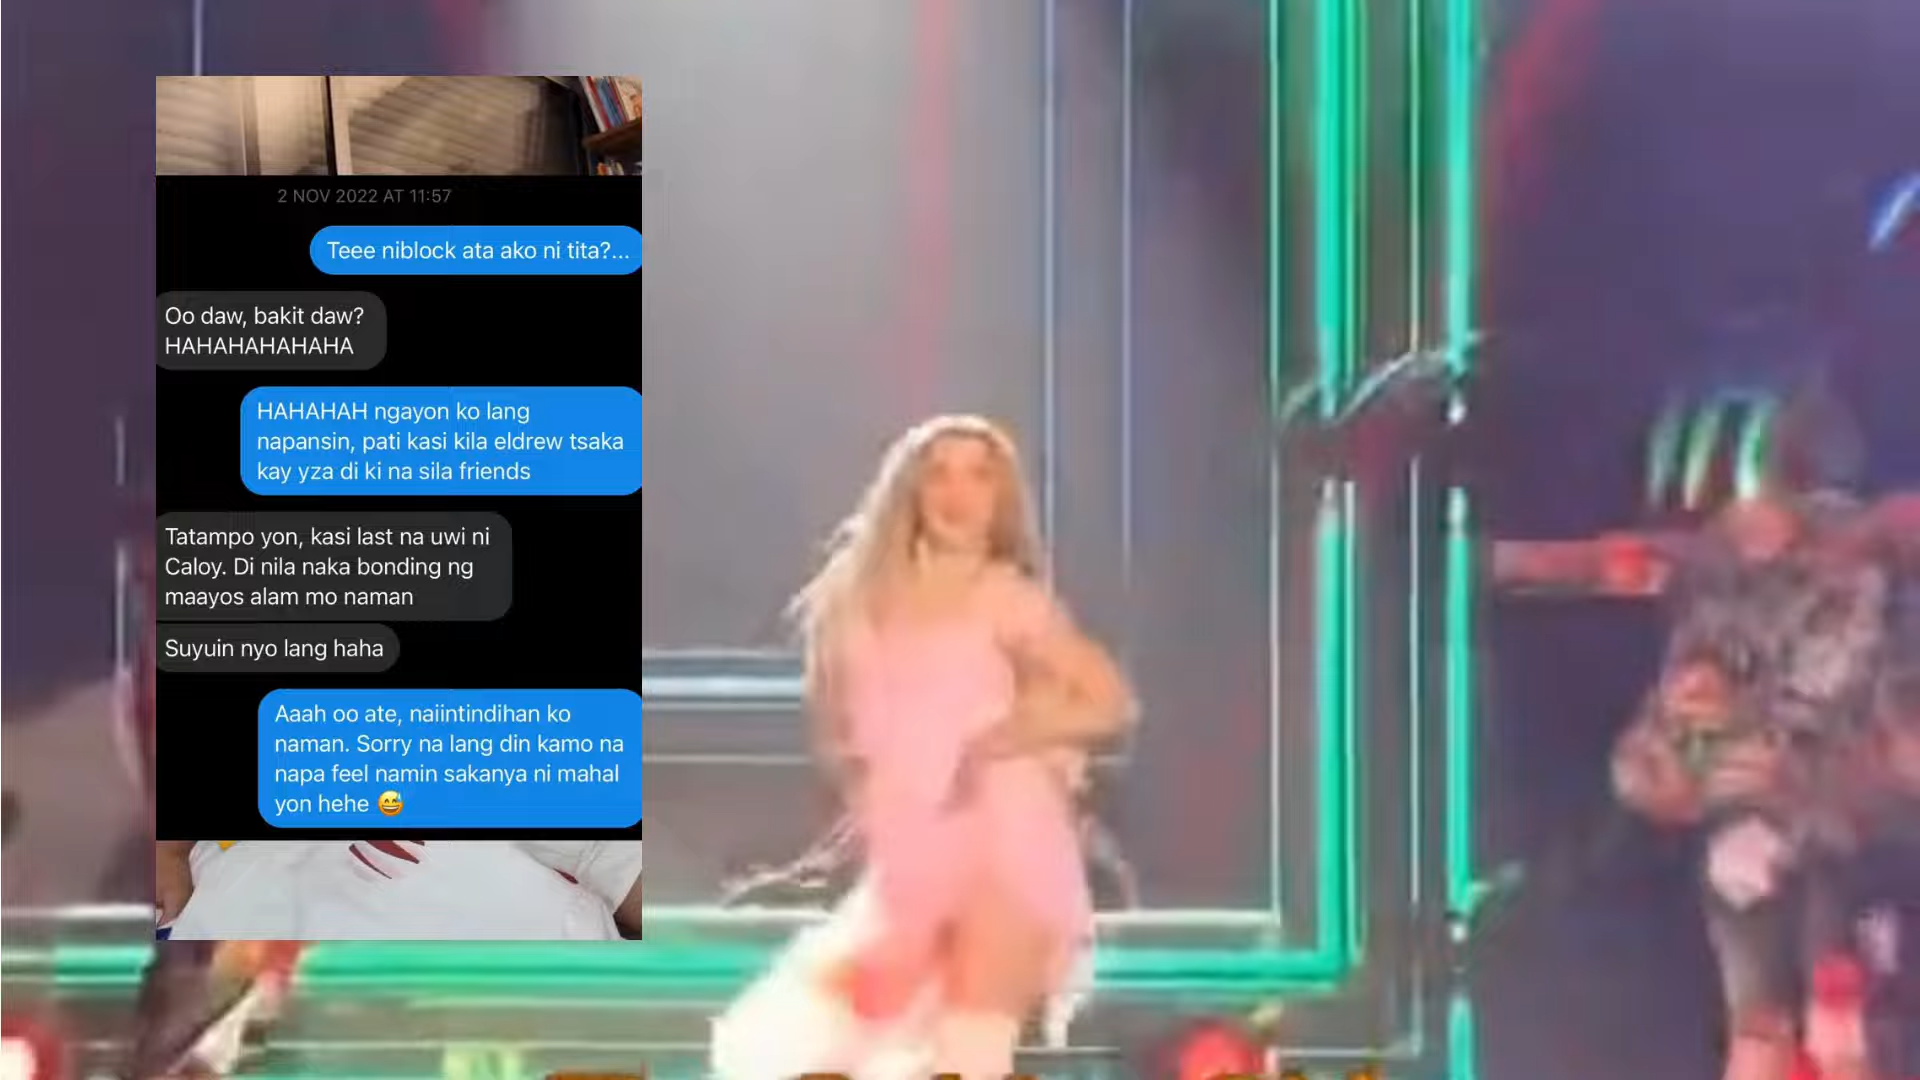 2 NOV 2022 AT 11:57
Teee niblock ata ako ni tita?...
Oo daw, bakit daw?
HAHAHAHAHAHA
HAHAHAH ngayon ko lang
napansin, pati kasi kila eldrew tsaka
kay yza di ki na sila friends
Tatampo yon, kasi last na uwi ni
Caloy. Di nila naka bonding ng
maayos alam mo naman
Suyuin nyo lang haha
Aaah oo ate, naiintindihan ko
naman. Sorry na lang din kamo na
napa feel namin sakanya ni mahal
yon hehe 😅